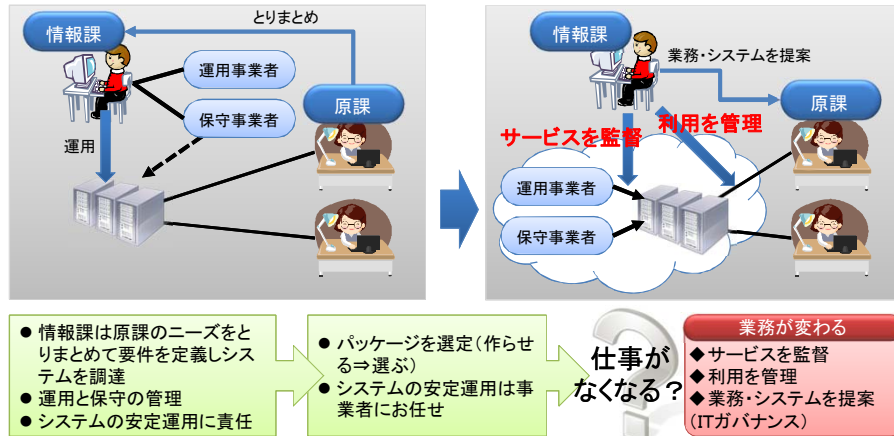 とりまとめ
情報課
運用事業者
保守事業者
原課
運用
情報課
業務・システムを提案
原課
サービスを監督
利用を管理
運用事業者
保守事業者
● 情報課は原課のニーズをと
りまとめて要件を定義しシス
テムを調達
● 運用と保守の管理
● システムの安定運用に責任
● パッケージを選定(作らせ
る⇒選ぶ)
● システムの安定運用は事
業者にお任せ
?
仕事が
なくなる?
業務が変わる
◆サービスを監督
◆利用を管理
◆業務・システムを提案
(ITガバナンス)